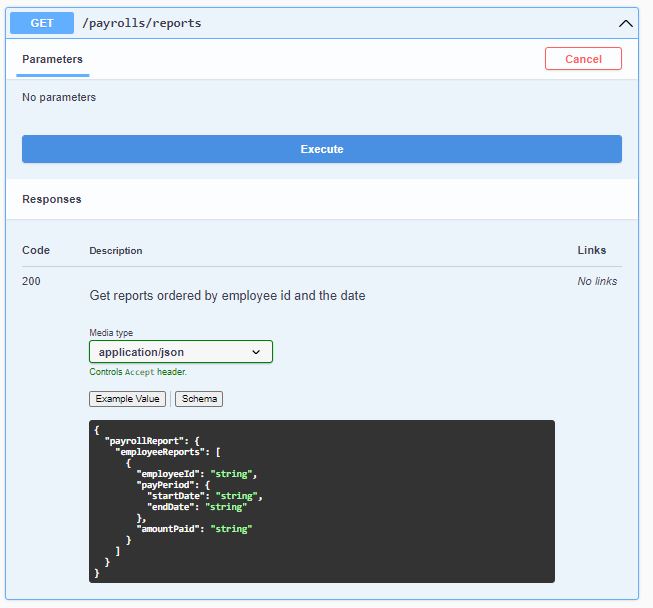 GET /payrolls/reports
Parameters Cancel
No parameters
Execute
Responses
Code Description Links
200 No links
Get reports ordered by employee id and the date
Media type
application/json
Controls Accept header.
Example Value Schema
{
  "payrollReport": {
    "employeeReports": [
      {
        "employeeId": "string",
        "payPeriod": {
          "startDate": "string",
          "endDate": "string"
        },
        "amountPaid": "string"
      }
    ]
  }
}